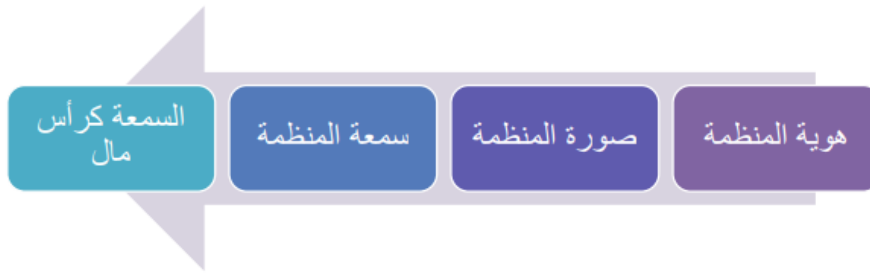 هوية المنظمة
صورة المنظمة
سمعة المنظمة
السمعة كرأس
مال